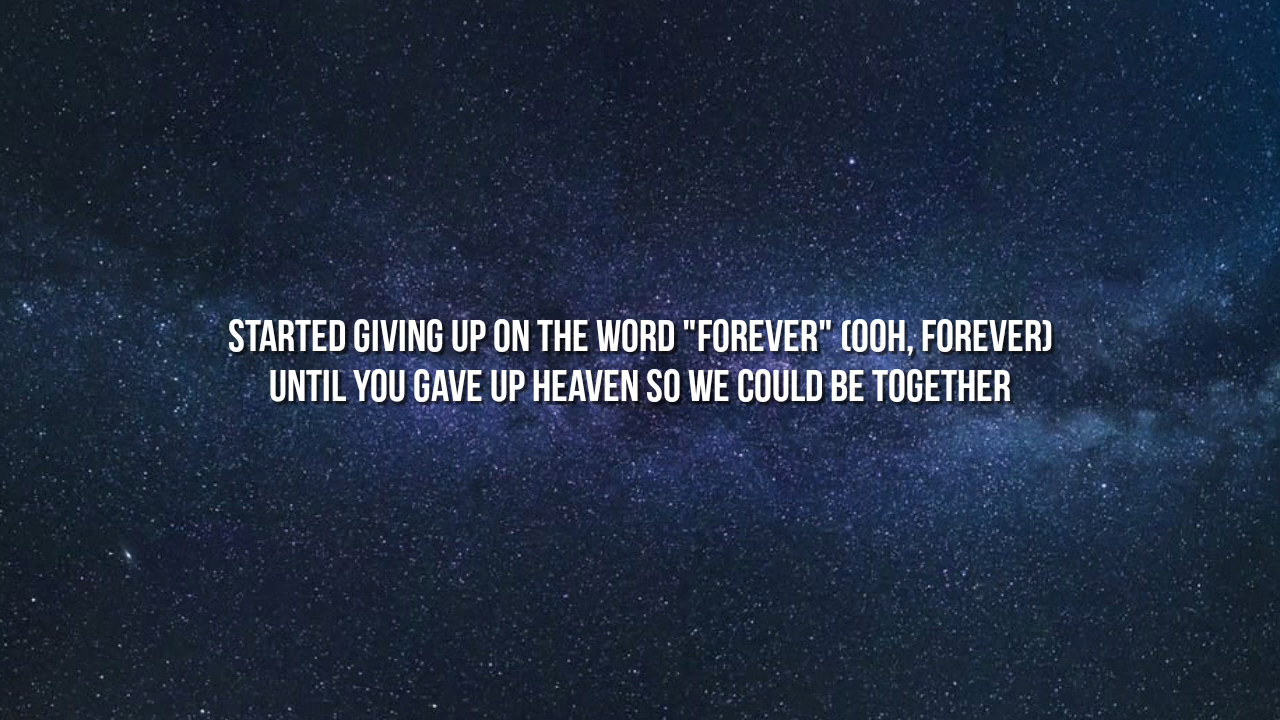 STARTED GIVING UP ON THE WORD "FOREVER" (OOH, FOREVER)
UNTIL YOU GAVE UP HEAVEN SO WE COULD BE TOGETHER